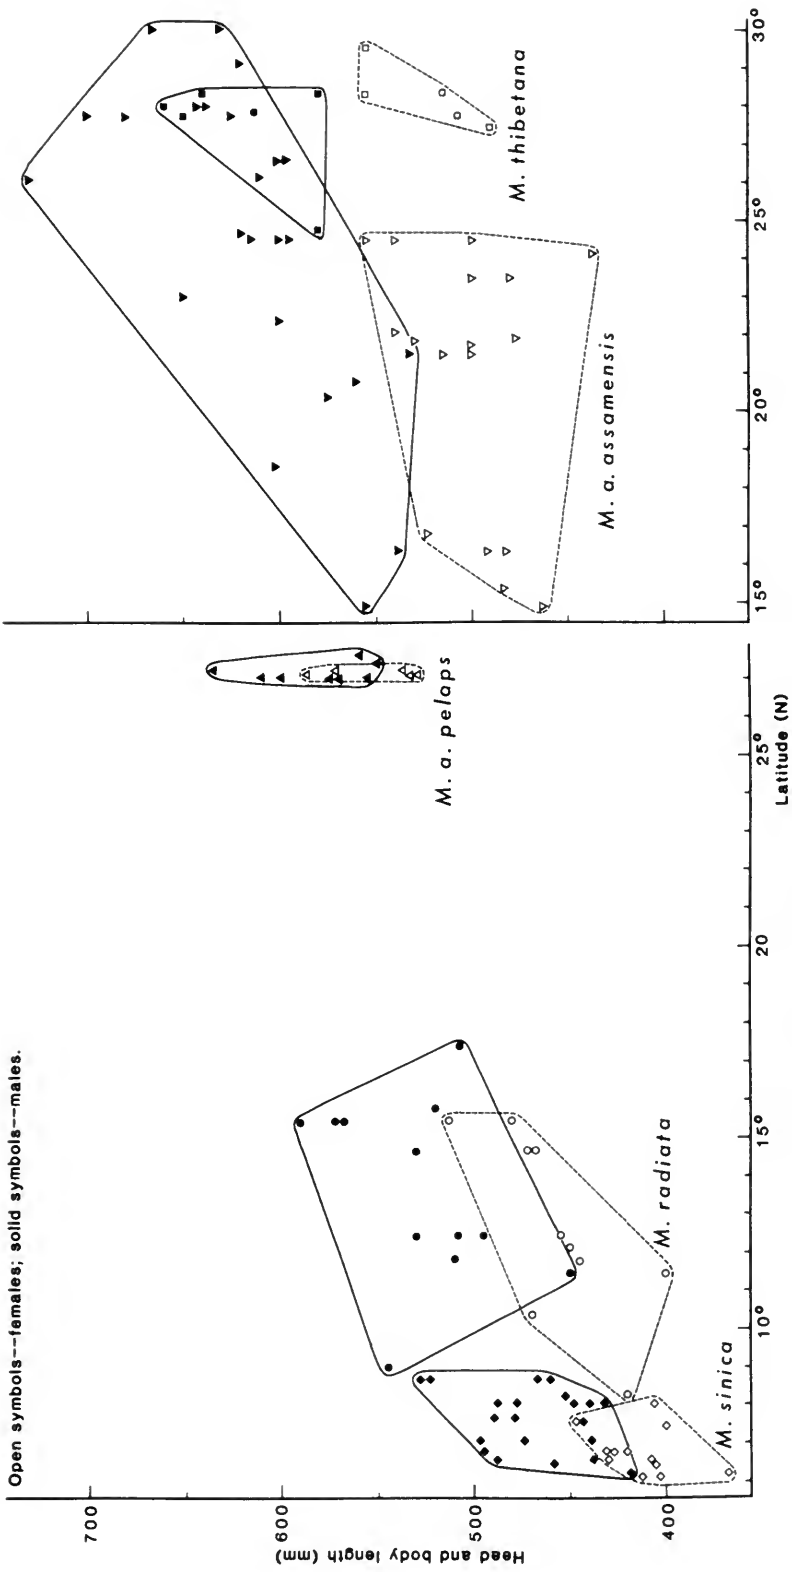 Open symbols--females; solid symbols--males.
Head and body length (mm)
700
600
500
400
M. sinica
M. radiata
M. a. pelaps
M. a. assamensis
M. thibetana
10°
15°
20
25°
15°
20°
25°
30°
Latitude (N)